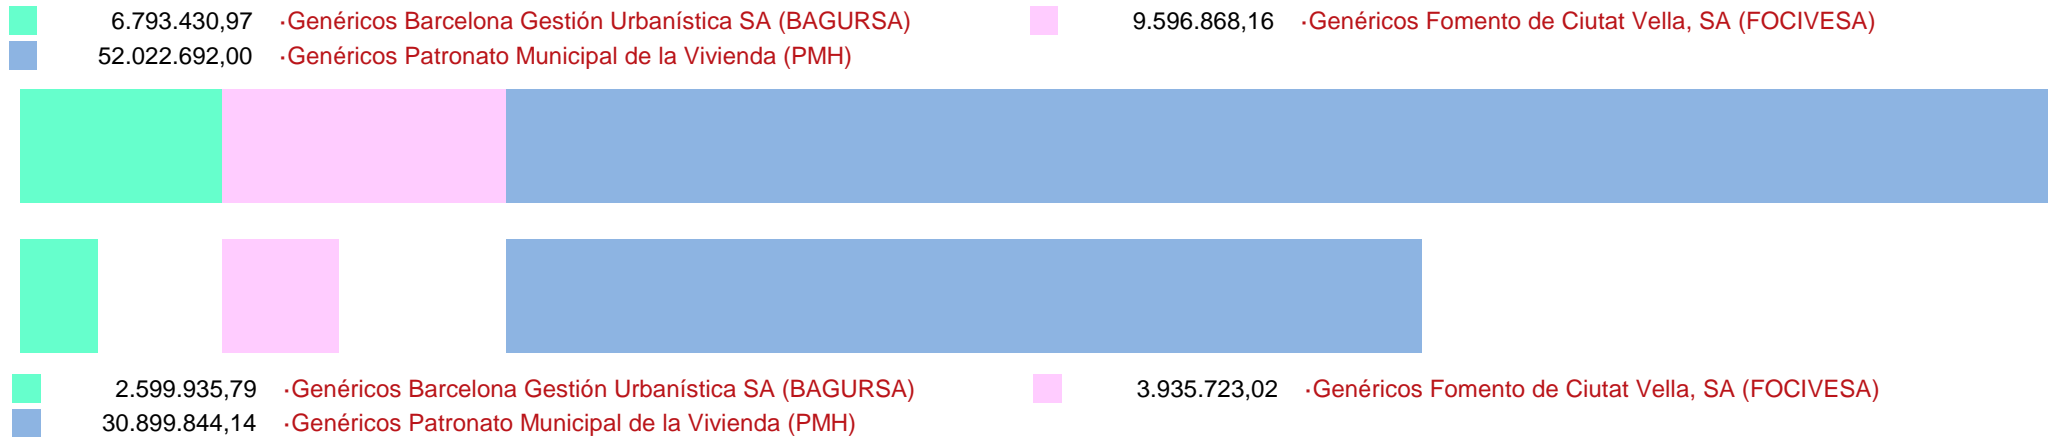 6.793.430,97 ·Genéricos Barcelona Gestión Urbanística SA (BAGURSA) 9.596.868,16 ·Genéricos Fomento de Ciutat Vella, SA (FOCIVESA)
52.022.692,00 ·Genéricos Patronato Municipal de la Vivienda (PMH)
2.599.935,79 ·Genéricos Barcelona Gestión Urbanística SA (BAGURSA) 3.935.723,02 ·Genéricos Fomento de Ciutat Vella, SA (FOCIVESA)
30.899.844,14 ·Genéricos Patronato Municipal de la Vivienda (PMH)